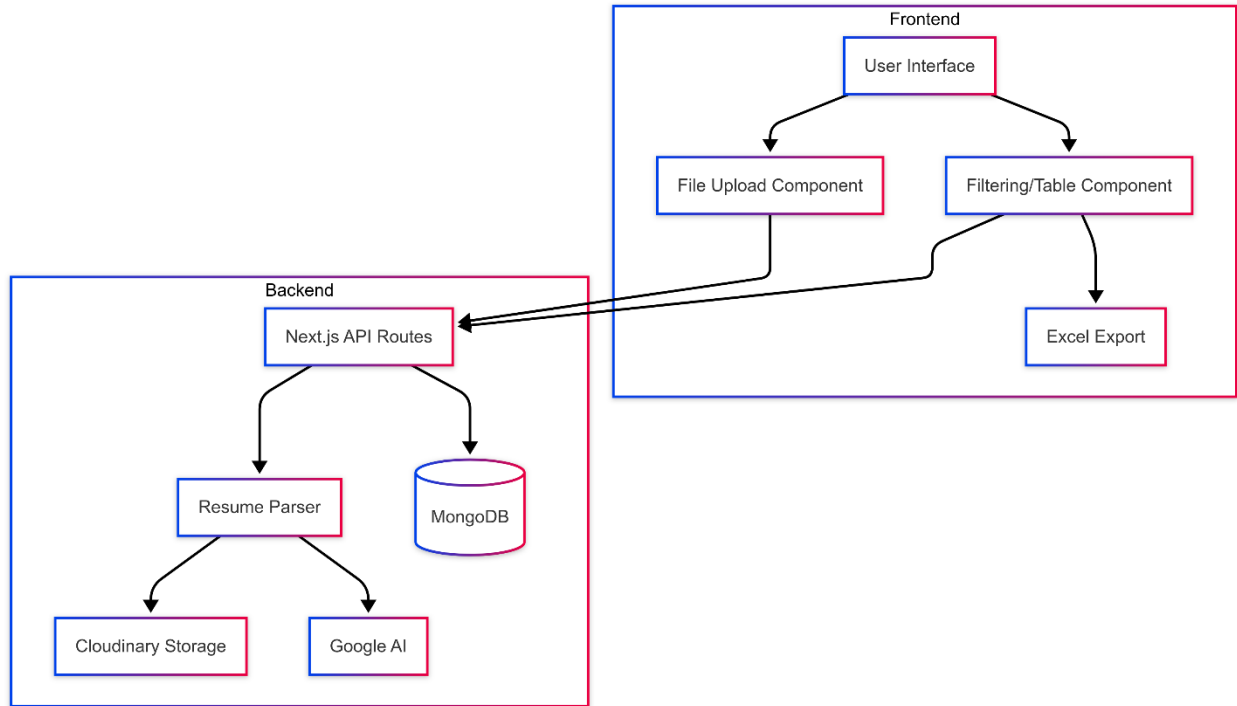 Frontend
User Interface
File Upload Component
Filtering/Table Component
Excel Export
Backend
Next.js API Routes
Resume Parser
MongoDB
Cloudinary Storage
Google AI